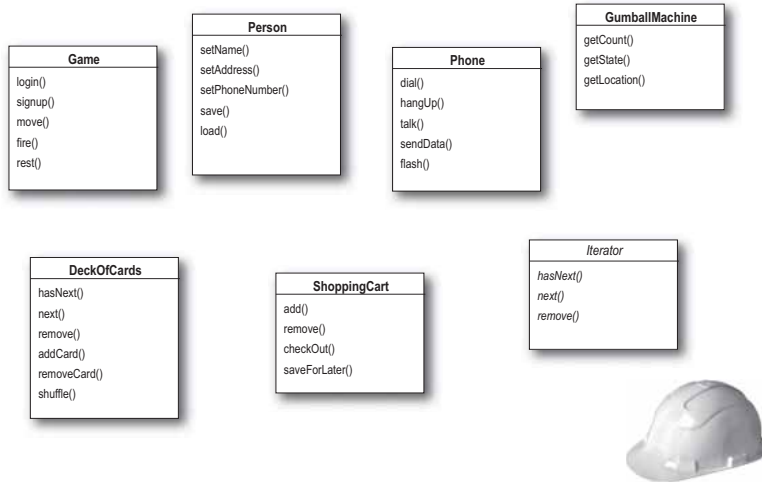 Game
login()
signup()
move()
fire()
rest()
Person
setName()
setAddress()
setPhoneNumber()
save()
load()
Phone
dial()
hangUp()
talk()
sendData()
flash()
GumballMachine
getCount()
getState()
getLocation()
DeckOfCards
hasNext()
next()
remove()
addCard()
removeCard()
shuffle()
ShoppingCart
add()
remove()
checkOut()
saveForLater()
Iterator
hasNext()
next()
remove()